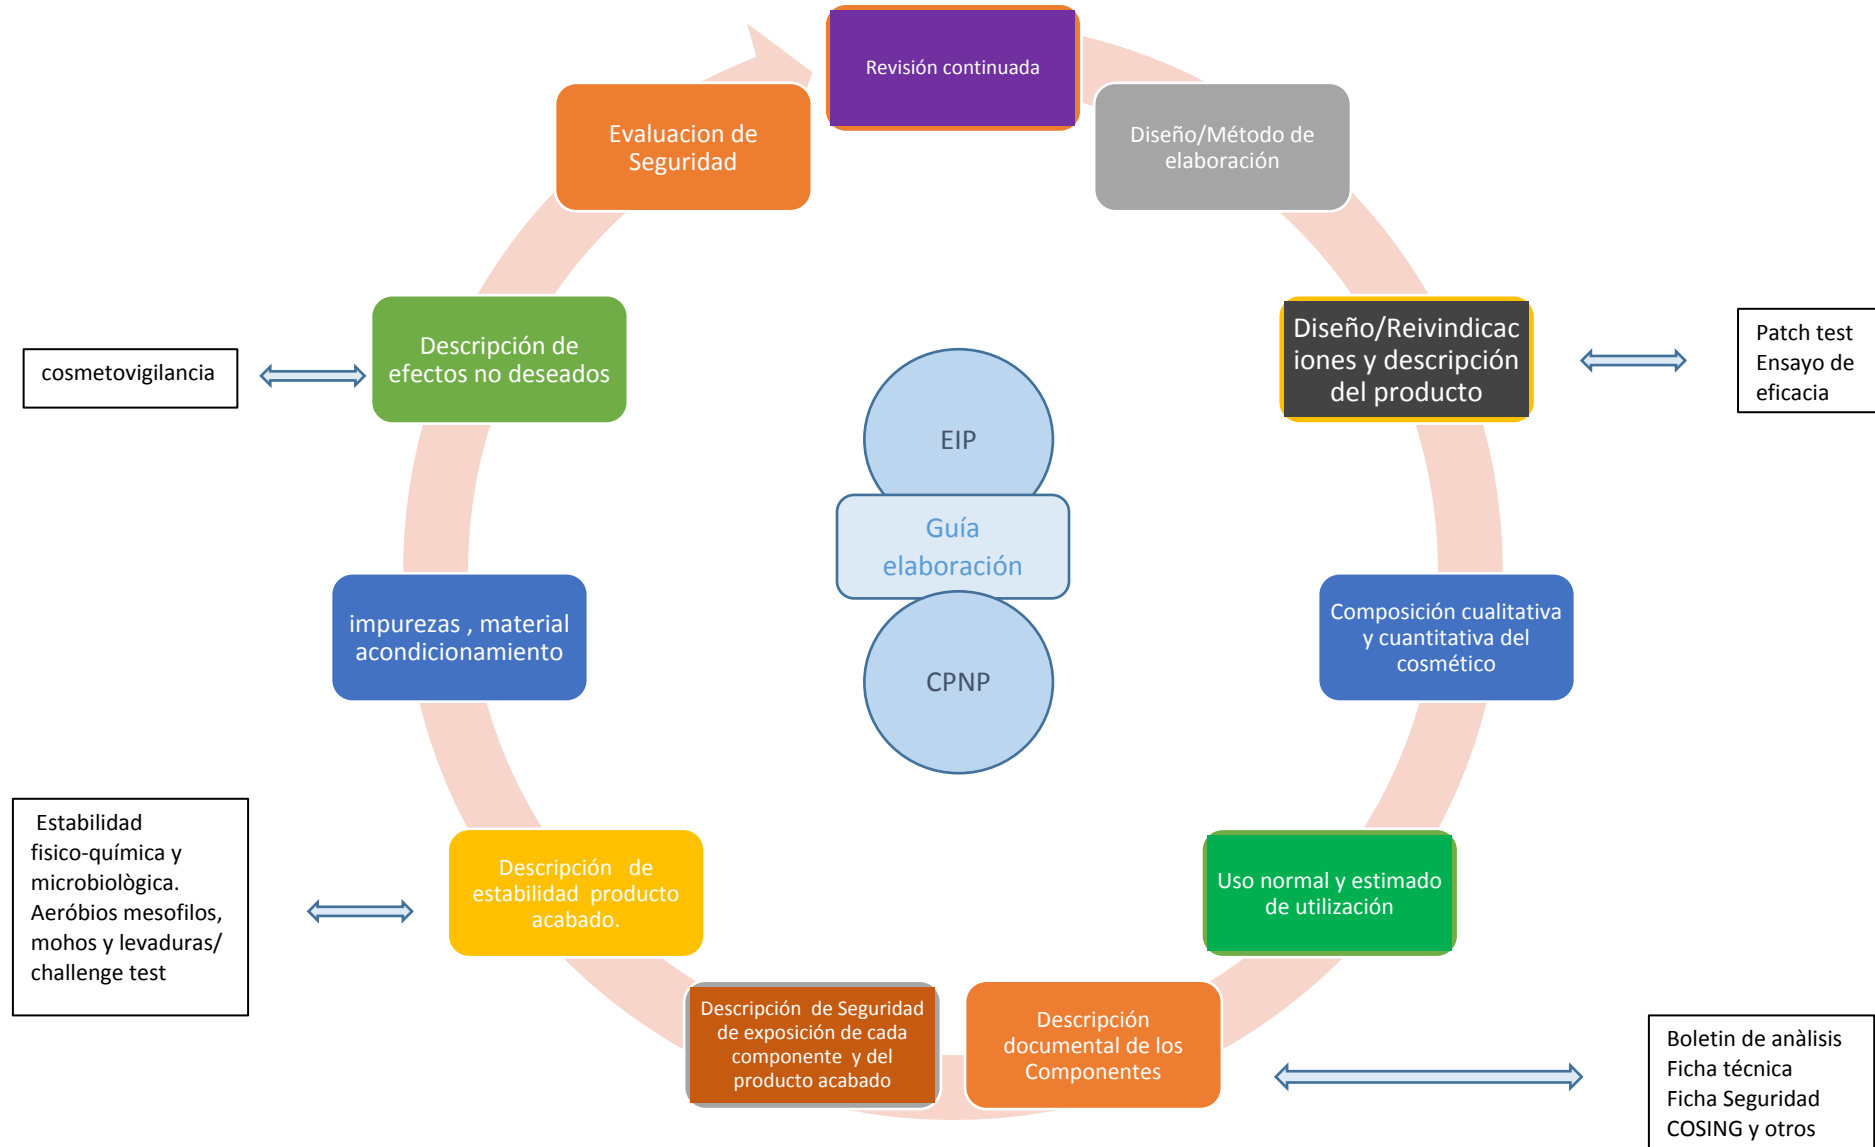 Revisión continuada
Diseño/Método de
elaboración
Diseño/Reivindicac
iones y descripción
del producto
Patch test
Ensayo de
eficacia
Composición cualitativa
y cuantitativa del
cosmético
Uso normal y estimado
de utilización
Descripción
documental de los
Componentes
Boletin de anàlisis
Ficha técnica
Ficha Seguridad
COSING y otros
Descripción de Seguridad
de exposición de cada
componente y del
producto acabado
Descripción de
estabilidad producto
acabado.
Estabilidad
fisico-química y
microbiològica.
Aeróbios mesofilos,
mohos y levaduras/
challenge test
impurezas , material
acondicionamiento
Descripción de
efectos no deseados
cosmetovigilancia
Evaluacion de
Seguridad
EIP
Guía
elaboración
CPNP